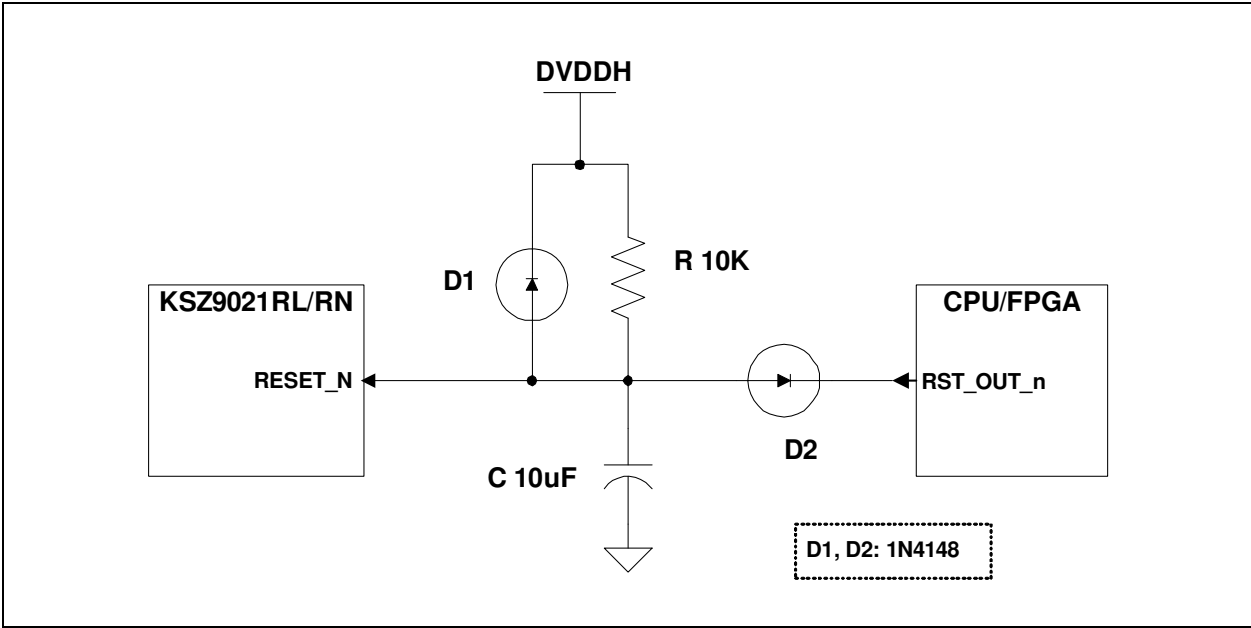 DVDDH
D1
R 10K
KSZ9021RL/RN
CPU/FPGA
RESET_N
RST_OUT_n
D2
C 10uF
D1, D2: 1N4148